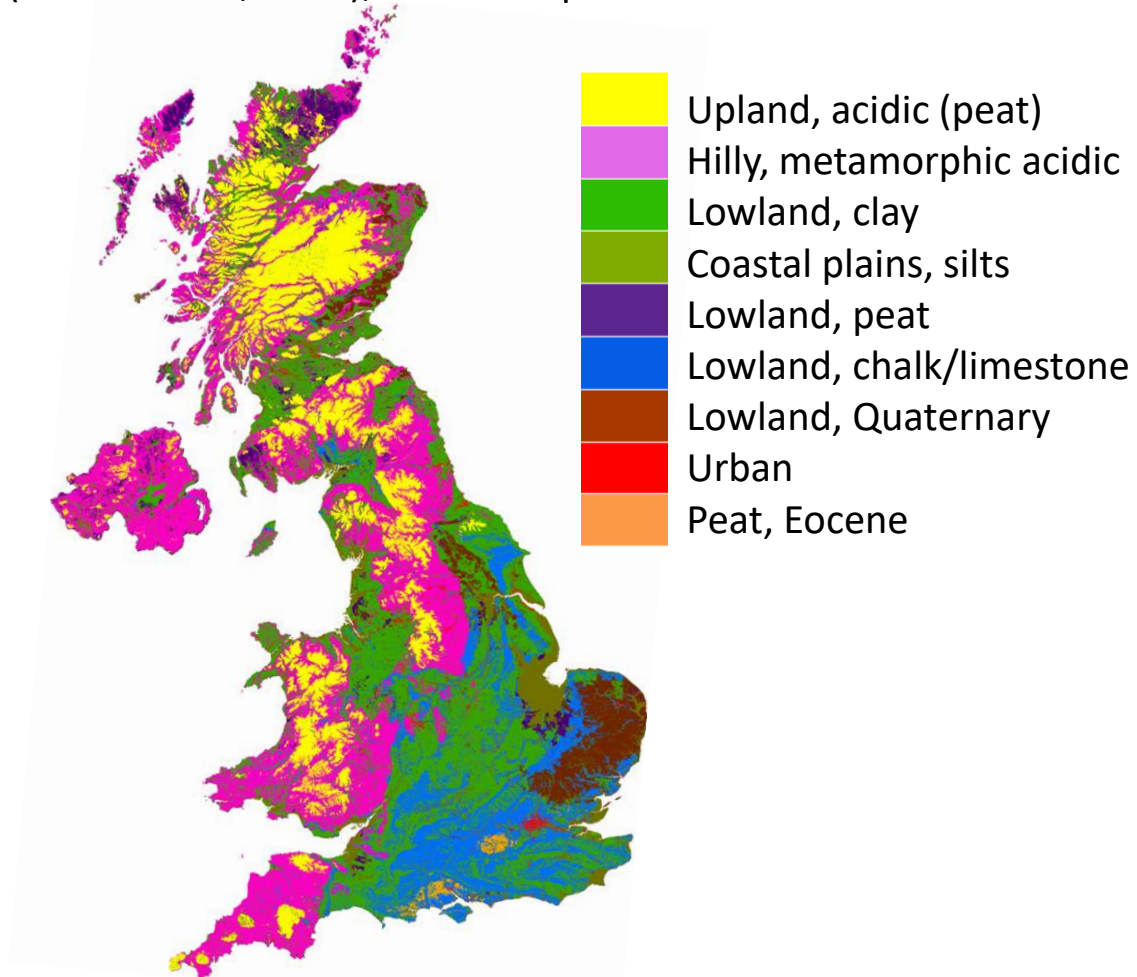 Upland, acidic (peat)
Hilly, metamorphic acidic
Lowland, clay
Coastal plains, silts
Lowland, peat
Lowland, chalk/limestone
Lowland, Quaternary
Urban
Peat, Eocene